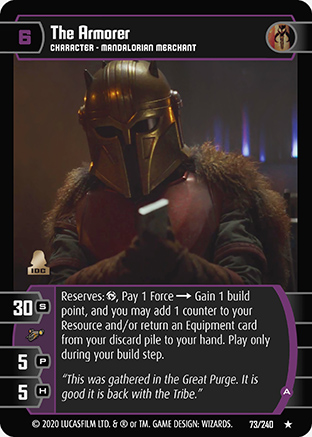 6
The Armorer
CHARACTER - MANDALORIAN MERCHANT
IDC
30 S
5 P
5 H
Reserves: , Pay 1 Force → Gain 1 build
point, and you may add 1 counter to your
Resource and/or return an Equipment card
from your discard pile to your hand. Play only
during your build step.
“This was gathered in the Great Purge. It is
good it is back with the Tribe.”
A
© 2020 LUCASFILM LTD. & ® or TM. GAME DESIGN: WIZARDS.
73/240 ★